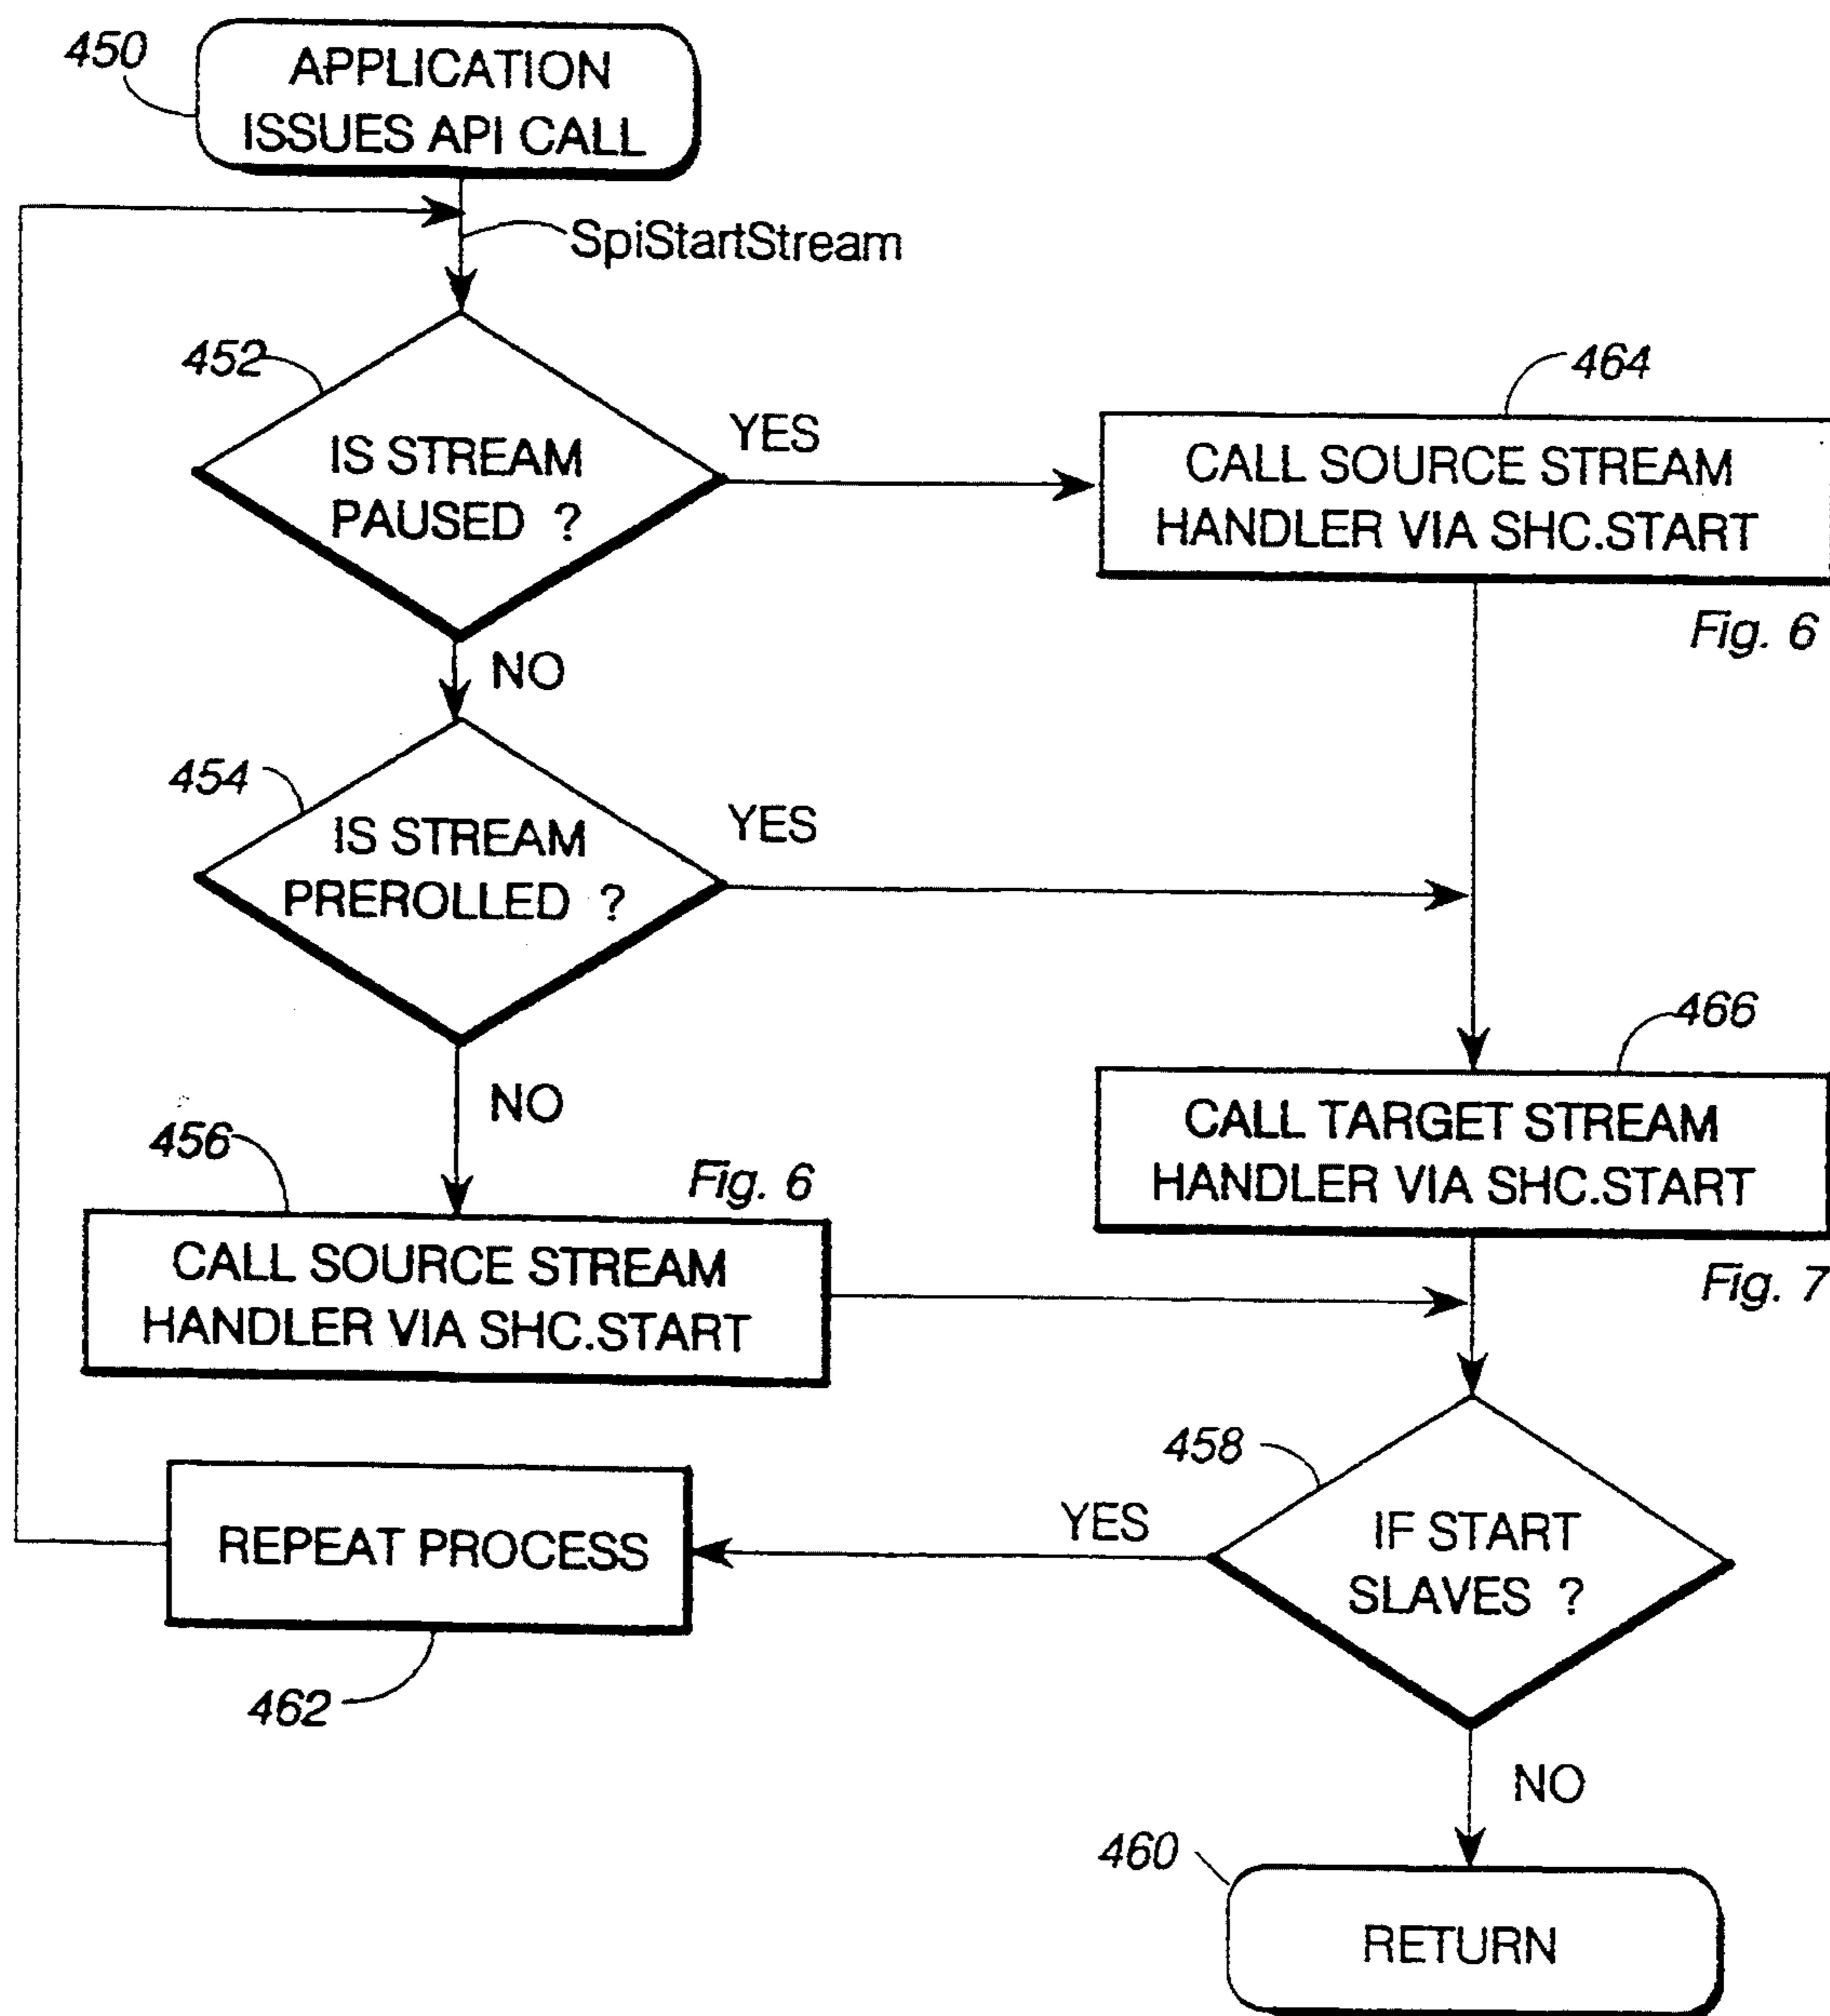 450
APPLICATION
ISSUES API CALL
SpiStartStream
452
IS STREAM
PAUSED ?
YES
464
CALL SOURCE STREAM
HANDLER VIA SHC.START
Fig. 6
NO
454
IS STREAM
PREROLLED ?
YES
466
CALL TARGET STREAM
HANDLER VIA SHC.START
Fig. 7
NO
456
Fig. 6
CALL SOURCE STREAM
HANDLER VIA SHC.START
458
IF START
SLAVES ?
YES
REPEAT PROCESS
462
NO
460
RETURN